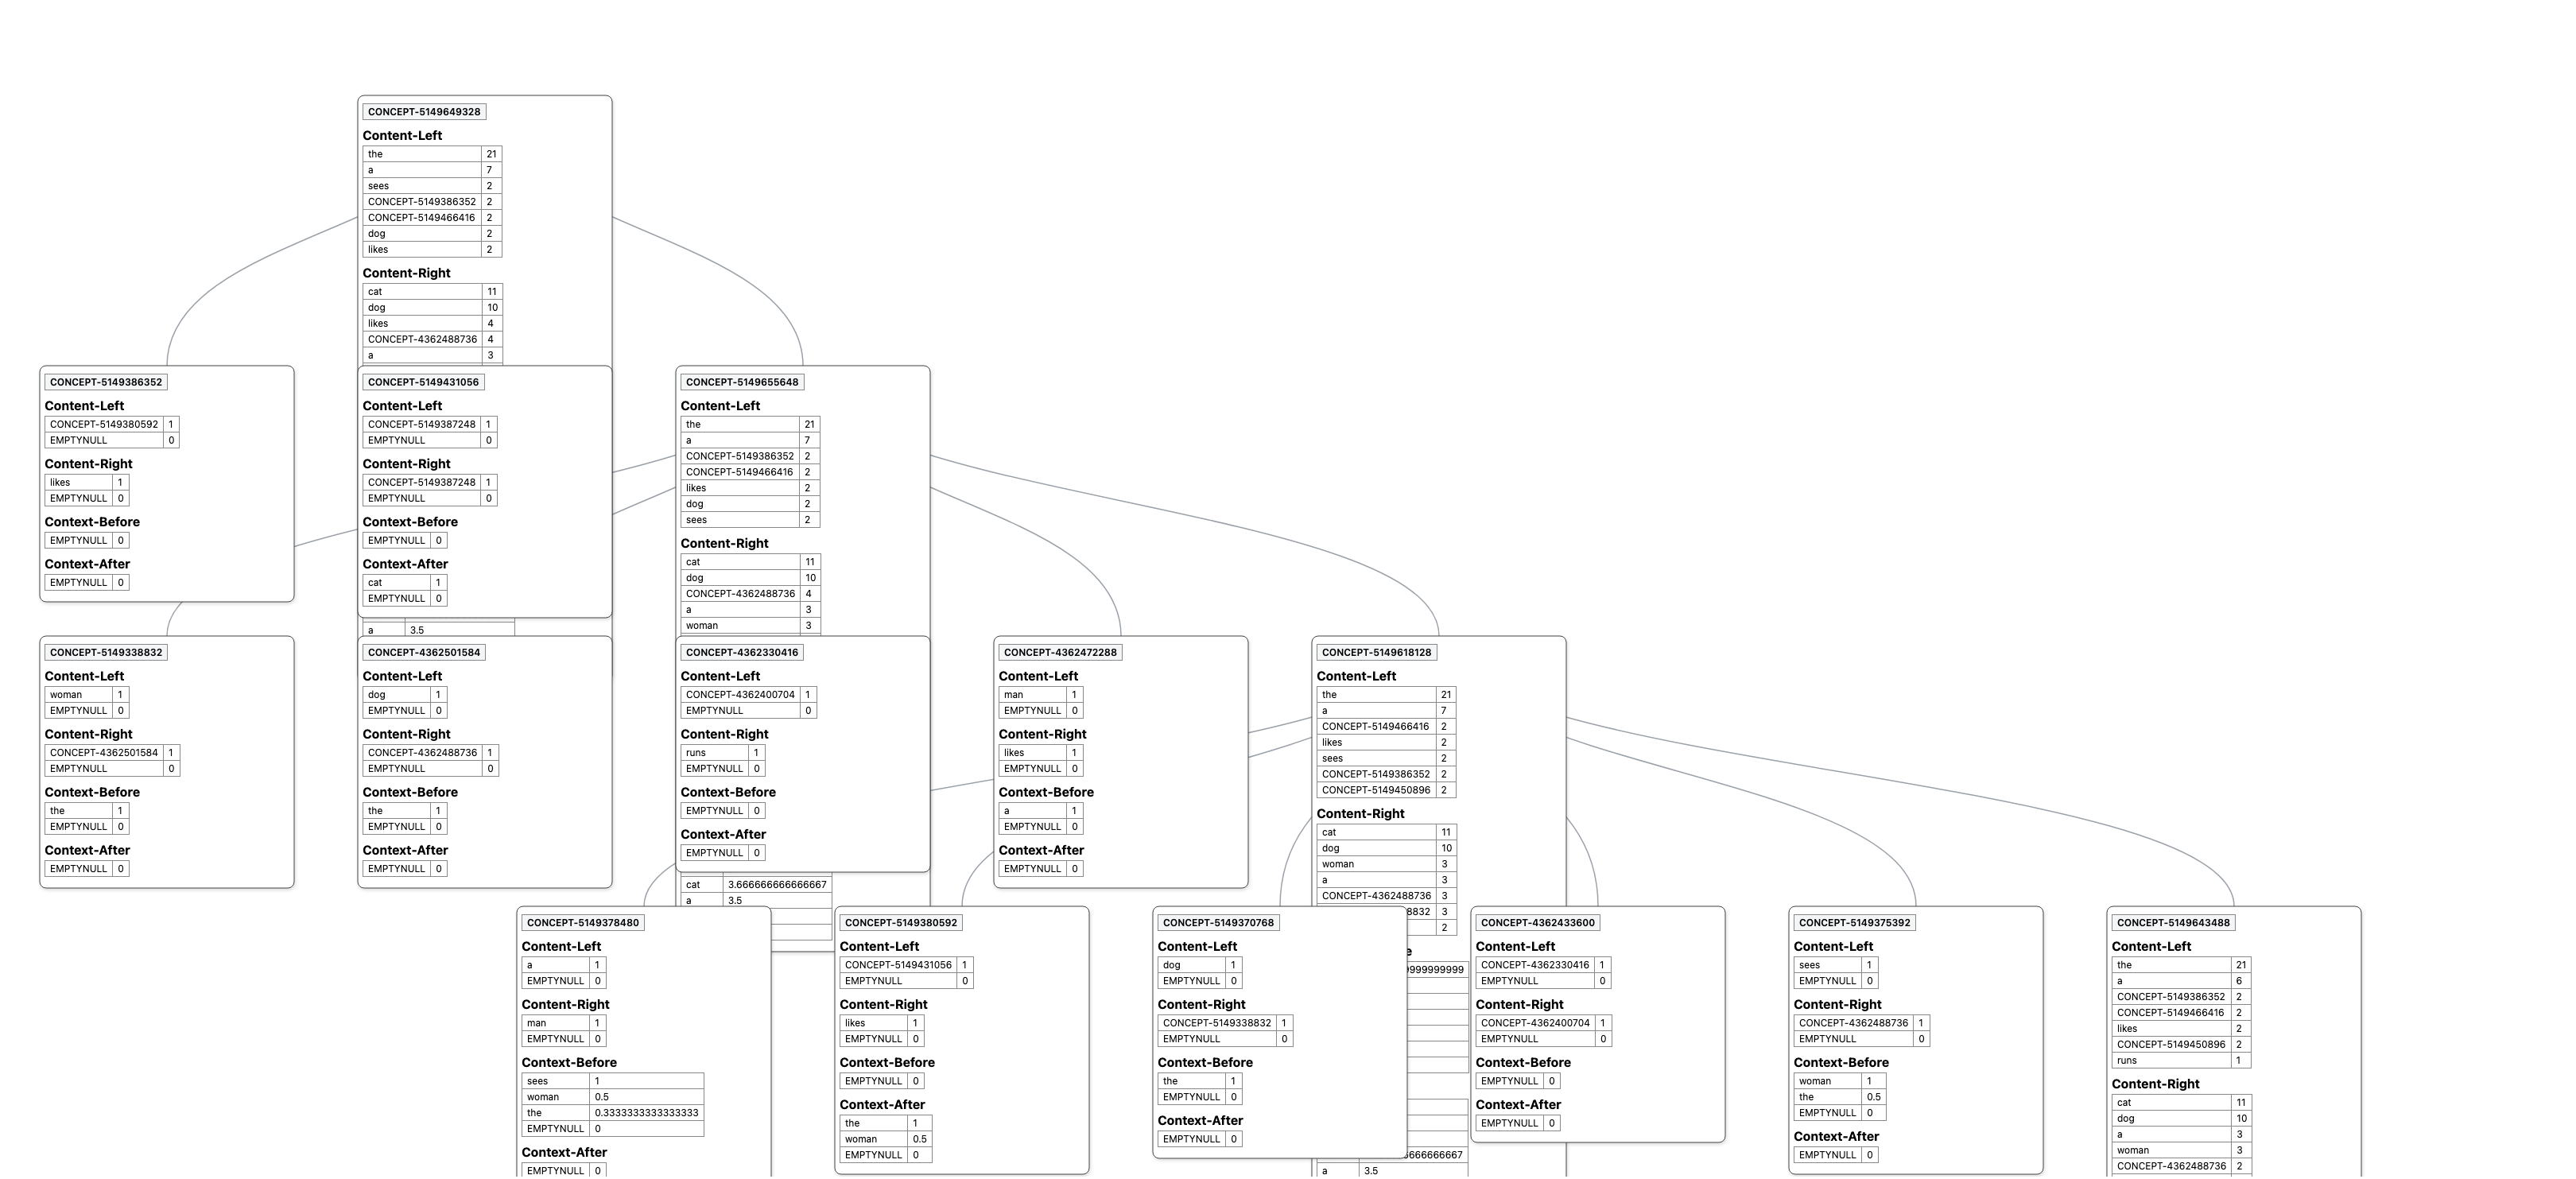 CONCEPT-5149649328
Content-Left
the 21
a 7
sees 2
CONCEPT-5149386352 2
CONCEPT-5149466416 2
dog 2
likes 2
Content-Right
cat 11
dog 10
likes 4
CONCEPT-4362488736 4
a 3
CONCEPT-5149386352
Content-Left
CONCEPT-5149380592 1
EMPTYNULL 0
Content-Right
likes 1
EMPTYNULL 0
Context-Before
EMPTYNULL 0
Context-After
EMPTYNULL 0
CONCEPT-5149431056
Content-Left
CONCEPT-5149387248 1
EMPTYNULL 0
Content-Right
CONCEPT-5149387248 1
EMPTYNULL 0
Context-Before
EMPTYNULL 0
Context-After
cat 1
EMPTYNULL 0
a 3.5
CONCEPT-5149655648
Content-Left
the 21
a 7
CONCEPT-5149386352 2
CONCEPT-5149466416 2
likes 2
dog 2
sees 2
Content-Right
cat 11
dog 10
CONCEPT-4362488736 4
a 3
woman 3
CONCEPT-5149338832
Content-Left
woman 1
EMPTYNULL 0
Content-Right
CONCEPT-4362501584 1
EMPTYNULL 0
Context-Before
the 1
EMPTYNULL 0
Context-After
EMPTYNULL 0
CONCEPT-4362501584
Content-Left
dog 1
EMPTYNULL 0
Content-Right
CONCEPT-4362488736 1
EMPTYNULL 0
Context-Before
the 1
EMPTYNULL 0
Context-After
EMPTYNULL 0
CONCEPT-4362330416
Content-Left
CONCEPT-4362400704 1
EMPTYNULL 0
Content-Right
runs 1
EMPTYNULL 0
Context-Before
EMPTYNULL 0
Context-After
EMPTYNULL 0
cat 3.666666666666667
a 3.5
CONCEPT-4362472288
Content-Left
man 1
EMPTYNULL 0
Content-Right
likes 1
EMPTYNULL 0
Context-Before
a 1
EMPTYNULL 0
Context-After
EMPTYNULL 0
CONCEPT-5149618128
Content-Left
the 21
a 7
CONCEPT-5149466416 2
likes 2
sees 2
CONCEPT-5149386352 2
CONCEPT-5149450896 2
Content-Right
cat 11
dog 10
woman 3
a 3
CONCEPT-4362488736 3
8832 3
2
e
9999999999
6666666667
a 3.5
CONCEPT-5149378480
Content-Left
a 1
EMPTYNULL 0
Content-Right
man 1
EMPTYNULL 0
Context-Before
sees 1
woman 0.5
the 0.3333333333333333
EMPTYNULL 0
Context-After
EMPTYNULL 0
CONCEPT-5149380592
Content-Left
CONCEPT-5149431056 1
EMPTYNULL 0
Content-Right
likes 1
EMPTYNULL 0
Context-Before
EMPTYNULL 0
Context-After
the 1
woman 0.5
EMPTYNULL 0
CONCEPT-5149370768
Content-Left
dog 1
EMPTYNULL 0
Content-Right
CONCEPT-5149338832 1
EMPTYNULL 0
Context-Before
the 1
EMPTYNULL 0
Context-After
EMPTYNULL 0
CONCEPT-4362433600
Content-Left
CONCEPT-4362330416 1
EMPTYNULL 0
Content-Right
CONCEPT-4362400704 1
EMPTYNULL 0
Context-Before
EMPTYNULL 0
Context-After
EMPTYNULL 0
CONCEPT-5149375392
Content-Left
sees 1
EMPTYNULL 0
Content-Right
CONCEPT-4362488736 1
EMPTYNULL 0
Context-Before
woman 1
the 0.5
EMPTYNULL 0
Context-After
EMPTYNULL 0
CONCEPT-5149643488
Content-Left
the 21
a 6
CONCEPT-5149386352 2
CONCEPT-5149466416 2
likes 2
CONCEPT-5149450896 2
runs 1
Content-Right
cat 11
dog 10
a 3
woman 3
CONCEPT-4362488736 2